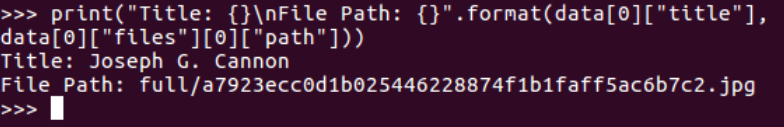 >>> print("Title: {}\nFile Path: {}".format(data[0]["title"],
data[0]["files"][0]["path"]))
Title: Joseph G. Cannon
File Path: full/a7923ecc0d1b025446228874f1b1faff5ac6b7c2.jpg
>>>